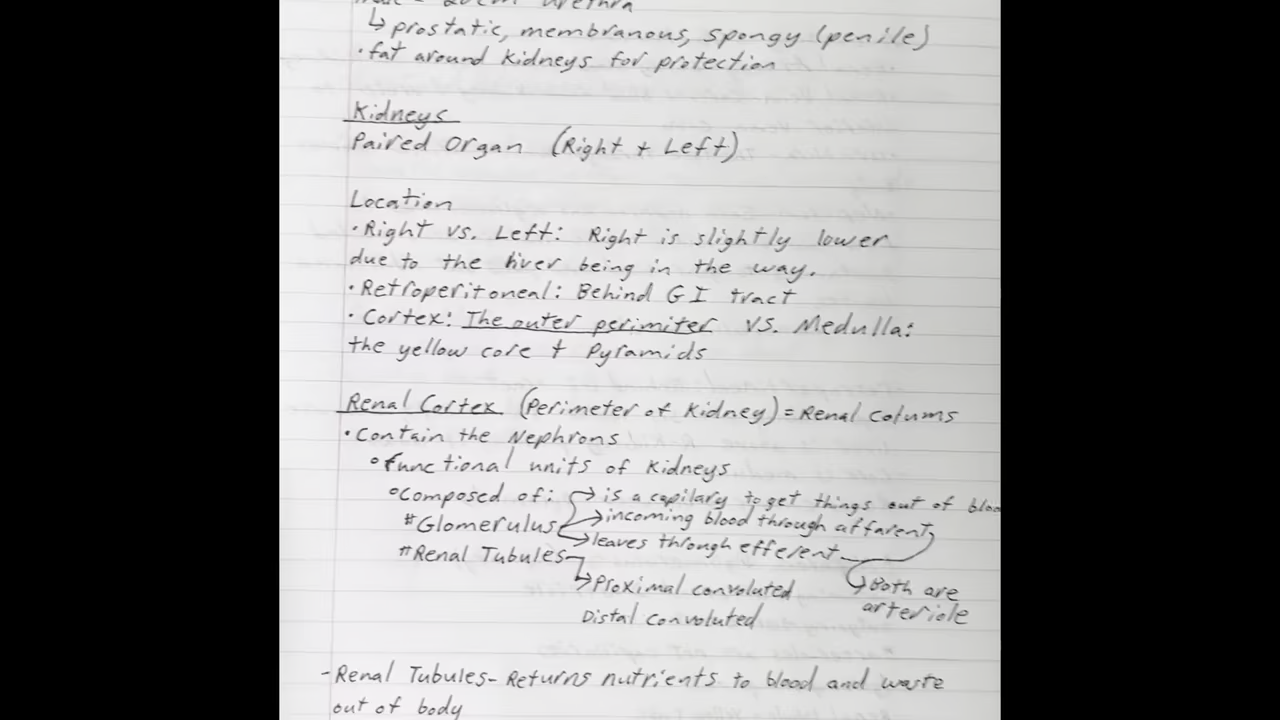 urethra
↳ prostatic, membranous, spongy (penile)
· fat around kidneys for protection
Kidneys
Paired Organ (Right + Left)
Location
· Right vs. Left: Right is slightly lower
due to the liver being in the way.
· Retroperitoneal: Behind GI tract
· Cortex: The outer perimiter vs. Medulla:
the yellow core + Pyramids
Renal Cortex (Perimeter of Kidney) = Renal colums
· Contain the Nephrons
° functional units of Kidneys
° Composed of: → is a capilary to get things out of
# Glomerulus → incoming blood through affarent
→ leaves through efferent
# Renal Tubules
↳ Proximal convoluted
↳ Both are
arteriole
Distal convoluted
- Renal Tubules - Returns nutrients to blood and waste
out of body